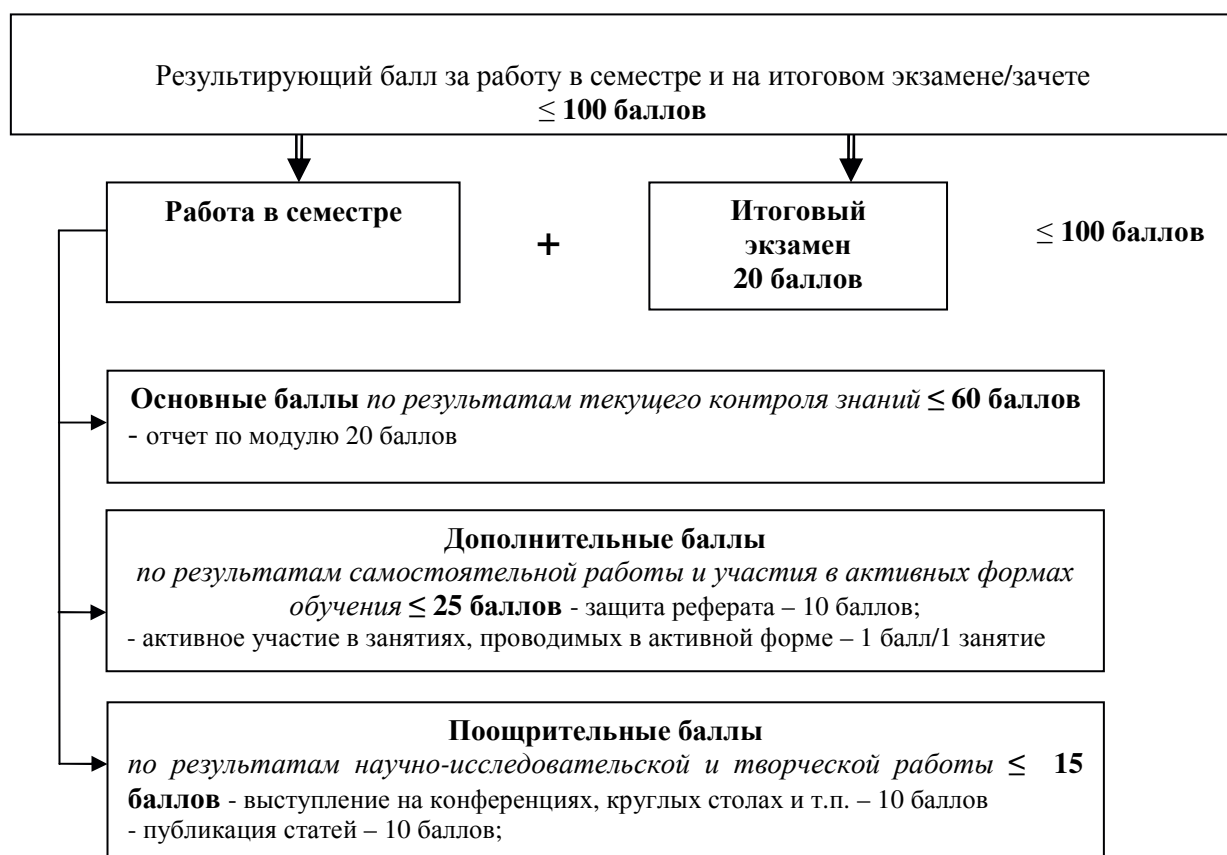 Результирующий балл за работу в семестре и на итоговом экзамене/зачете
≤ 100 баллов
Работа в семестре
+
Итоговый
экзамен
20 баллов
≤ 100 баллов
Основные баллы по результатам текущего контроля знаний ≤ 60 баллов
- отчет по модулю 20 баллов
Дополнительные баллы
по результатам самостоятельной работы и участия в активных формах
обучения ≤ 25 баллов - защита реферата – 10 баллов;
- активное участие в занятиях, проводимых в активной форме – 1 балл/1 занятие
Поощрительные баллы
по результатам научно-исследовательской и творческой работы ≤ 15
баллов - выступление на конференциях, круглых столах и т.п. – 10 баллов
- публикация статей – 10 баллов;